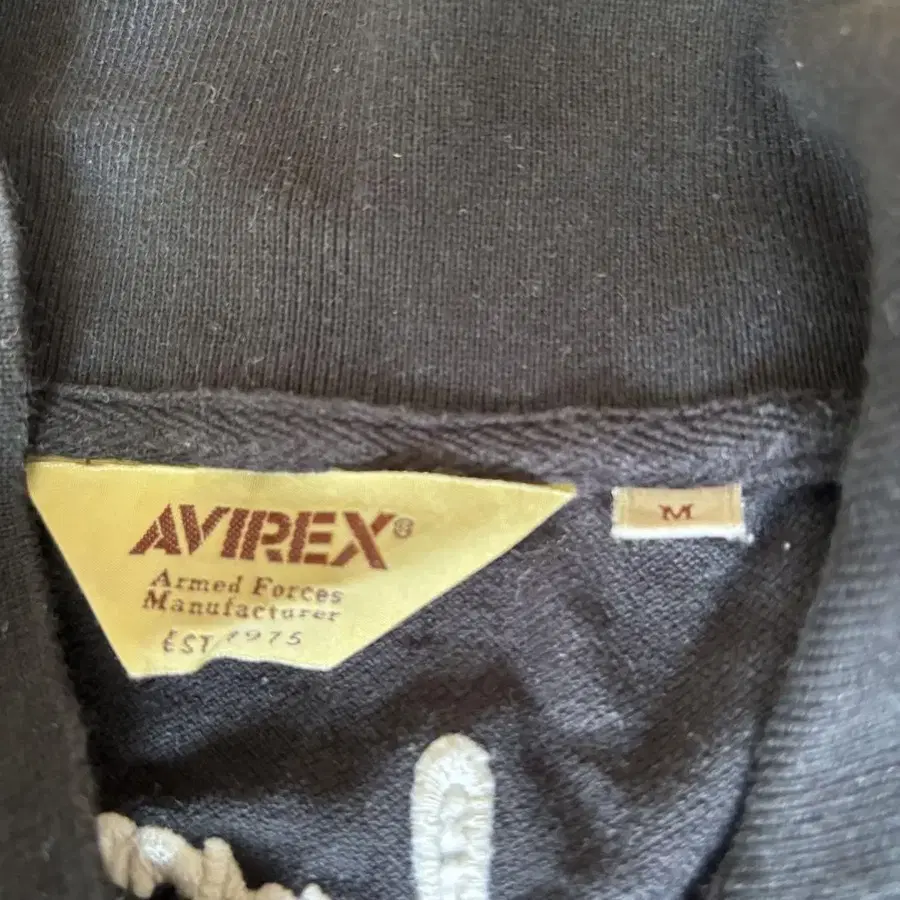 AVIREX®
Armed Forces
Manufacturer
EST 1975
M